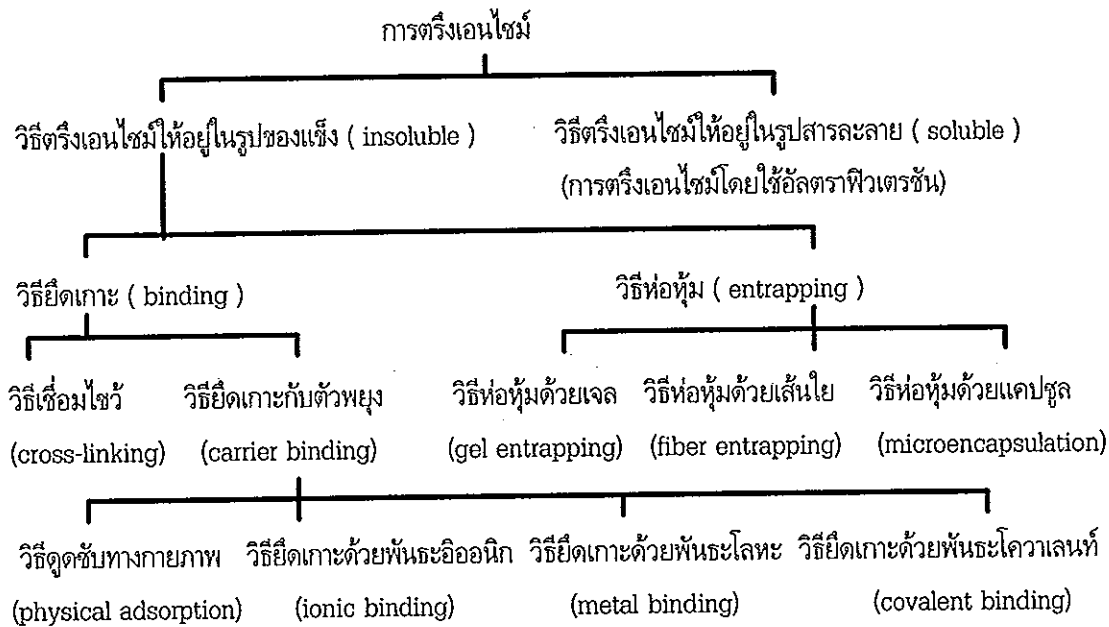 การตรึงเอนไซม์
วิธีตรึงเอนไซม์ให้อยู่ในรูปของแข็ง ( insoluble )
วิธีตรึงเอนไซม์ให้อยู่ในรูปสารละลาย ( soluble )
(การตรึงเอนไซม์โดยใช้อัลตราฟิวเตรชัน)
วิธียึดเกาะ ( binding )
วิธีห่อหุ้ม ( entrapping )
วิธีเชื่อมไขว้
(cross-linking)
วิธียึดเกาะกับตัวพยุง
(carrier binding)
วิธีห่อหุ้มด้วยเจล
(gel entrapping)
วิธีห่อหุ้มด้วยเส้นใย
(fiber entrapping)
วิธีห่อหุ้มด้วยแคปซูล
(microencapsulation)
วิธีดูดซับทางกายภาพ
(physical adsorption)
วิธียึดเกาะด้วยพันธะอิออนิก
(ionic binding)
วิธียึดเกาะด้วยพันธะโลหะ
(metal binding)
วิธียึดเกาะด้วยพันธะโควาเลนท์
(covalent binding)